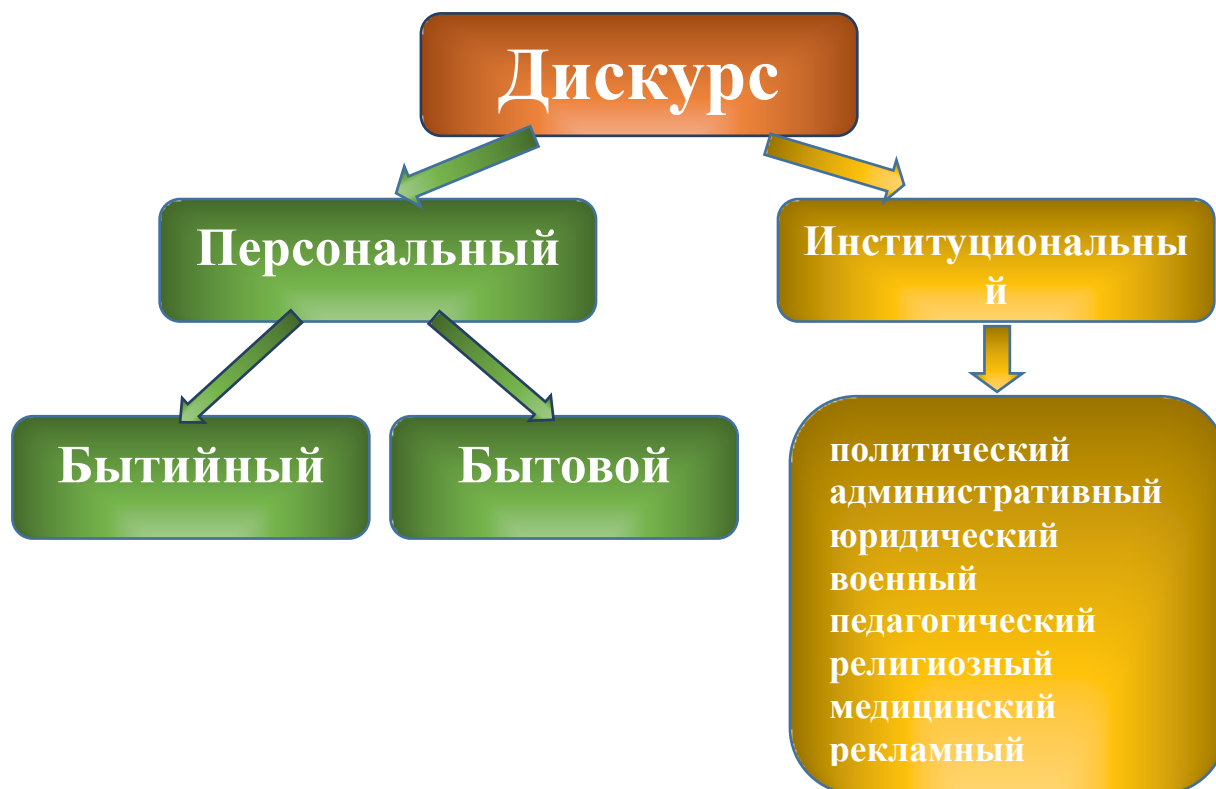 Дискурс
Персональный
Институциональны
й
Бытийный
Бытовой
политический
административный
юридический
военный
педагогический
религиозный
медицинский
рекламный